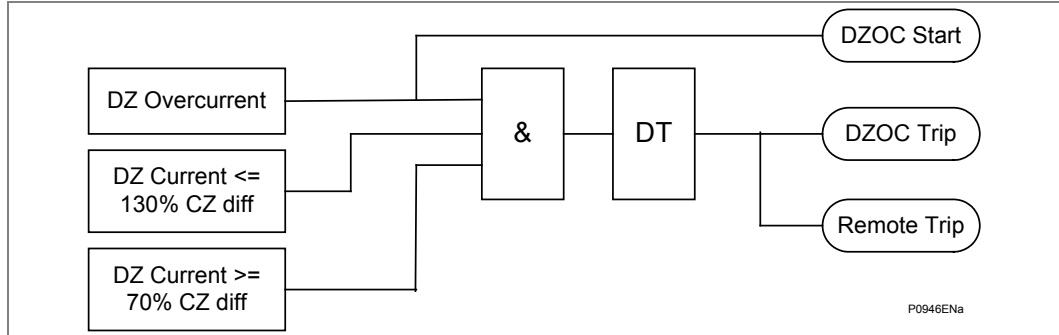 DZOC Start
DZ Overcurrent
&
DT
DZOC Trip
DZ Current <=
130% CZ diff
Remote Trip
DZ Current >=
70% CZ diff
P0946ENa